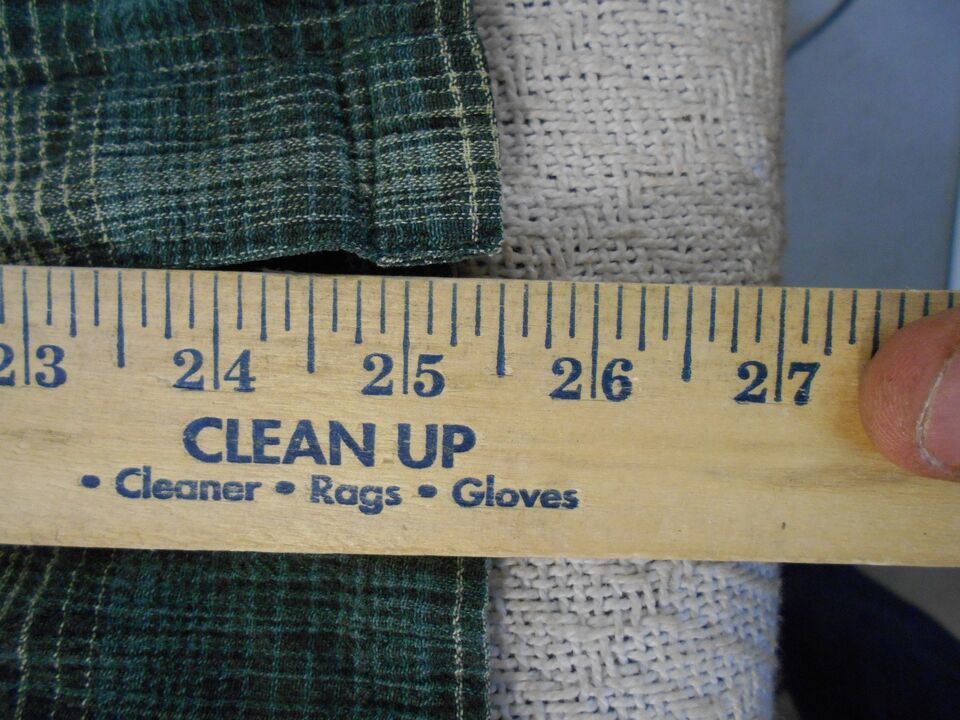 23 24 25 26 27
CLEAN UP
• Cleaner • Rags • Gloves